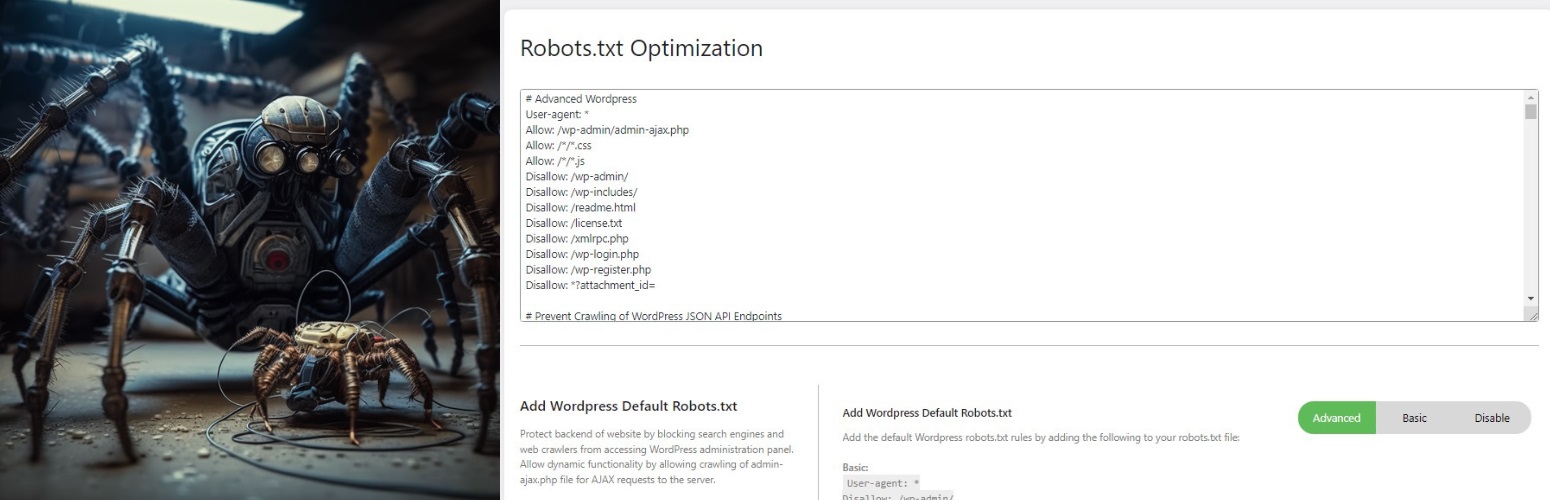 Robots.txt Optimization
# Advanced Wordpress
User-agent: *
Allow: /wp-admin/admin-ajax.php
Allow: /*/*.css
Allow: /*/*.js
Disallow: /wp-admin/
Disallow: /wp-includes/
Disallow: /readme.html
Disallow: /license.txt
Disallow: /xmlrpc.php
Disallow: /wp-login.php
Disallow: /wp-register.php
Disallow: *?attachment_id=
# Prevent Crawling of WordPress JSON API Endpoints
Add Wordpress Default Robots.txt
Protect backend of website by blocking search engines and
web crawlers from accessing WordPress administration panel.
Allow dynamic functionality by allowing crawling of admin-
ajax.php file for AJAX requests to the server.
Add Wordpress Default Robots.txt
Add the default Wordpress robots.txt rules by adding the following to your robots.txt file:
Basic:
User-agent: *
Disallow: /wp-admin/
Advanced
Basic
Disable